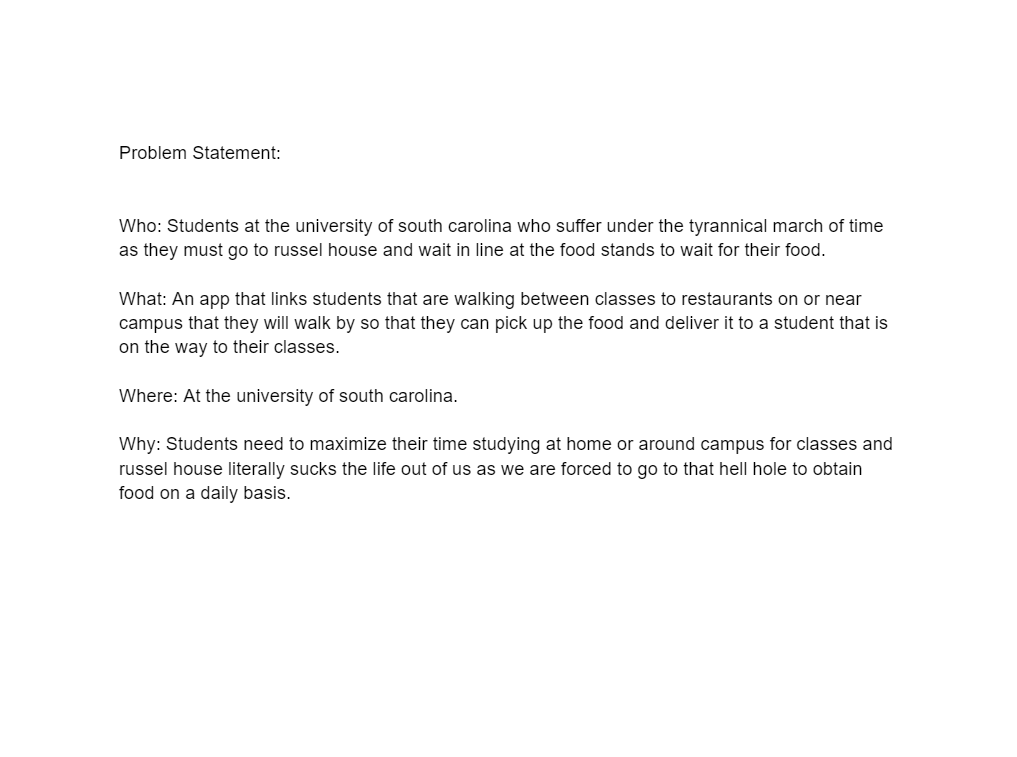 Problem Statement:
Who: Students at the university of south carolina who suffer under the tyrannical march of time
as they must go to russel house and wait in line at the food stands to wait for their food.
What: An app that links students that are walking between classes to restaurants on or near
campus that they will walk by so that they can pick up the food and deliver it to a student that is
on the way to their classes.
Where: At the university of south carolina.
Why: Students need to maximize their time studying at home or around campus for classes and
russel house literally sucks the life out of us as we are forced to go to that hell hole to obtain
food on a daily basis.